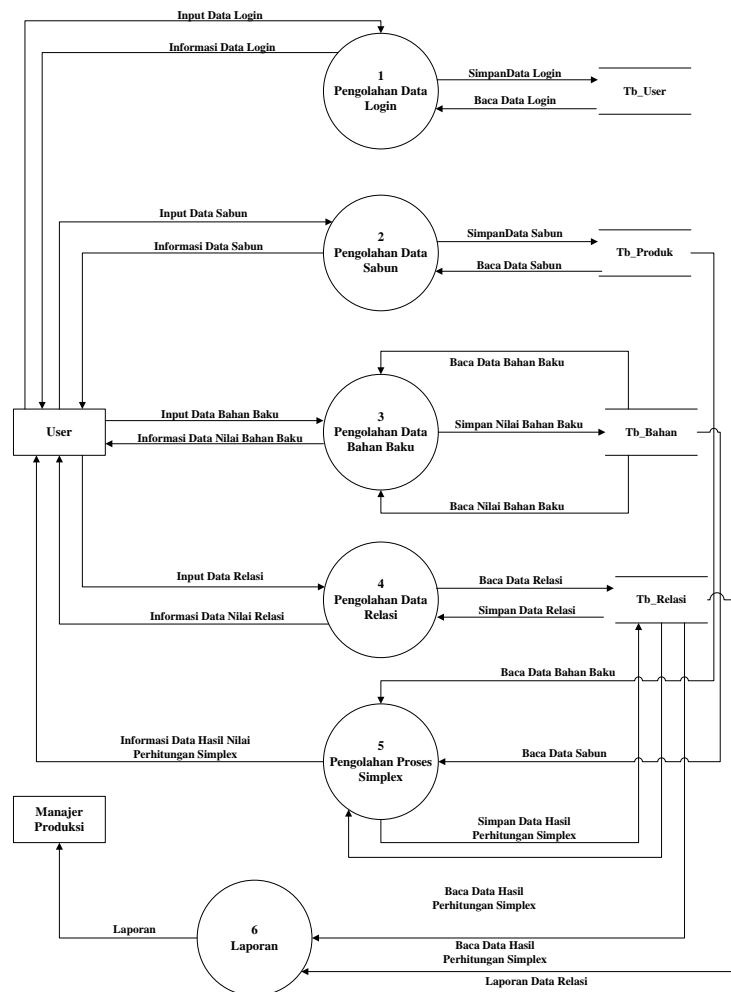 Input Data Login
Informasi Data Login
1
Pengolahan Data
Login
SimpanData Login
Baca Data Login
Tb_User
Input Data Sabun
Informasi Data Sabun
2
Pengolahan Data
Sabun
SimpanData Sabun
Baca Data Sabun
Tb_Produk
Baca Data Bahan Baku
User
Input Data Bahan Baku
Informasi Data Nilai Bahan Baku
3
Pengolahan Data
Bahan Baku
Simpan Nilai Bahan Baku
Tb_Bahan
Baca Nilai Bahan Baku
Input Data Relasi
Informasi Data Nilai Relasi
4
Pengolahan Data
Relasi
Baca Data Relasi
Simpan Data Relasi
Tb_Relasi
Baca Data Bahan Baku
Informasi Data Hasil Nilai
Perhitungan Simplex
5
Pengolahan Proses
Simplex
Baca Data Sabun
Manajer
Produksi
Simpan Data Hasil
Perhitungan Simplex
Baca Data Hasil
Perhitungan Simplex
Laporan
6
Laporan
Baca Data Hasil
Perhitungan Simplex
Laporan Data Relasi